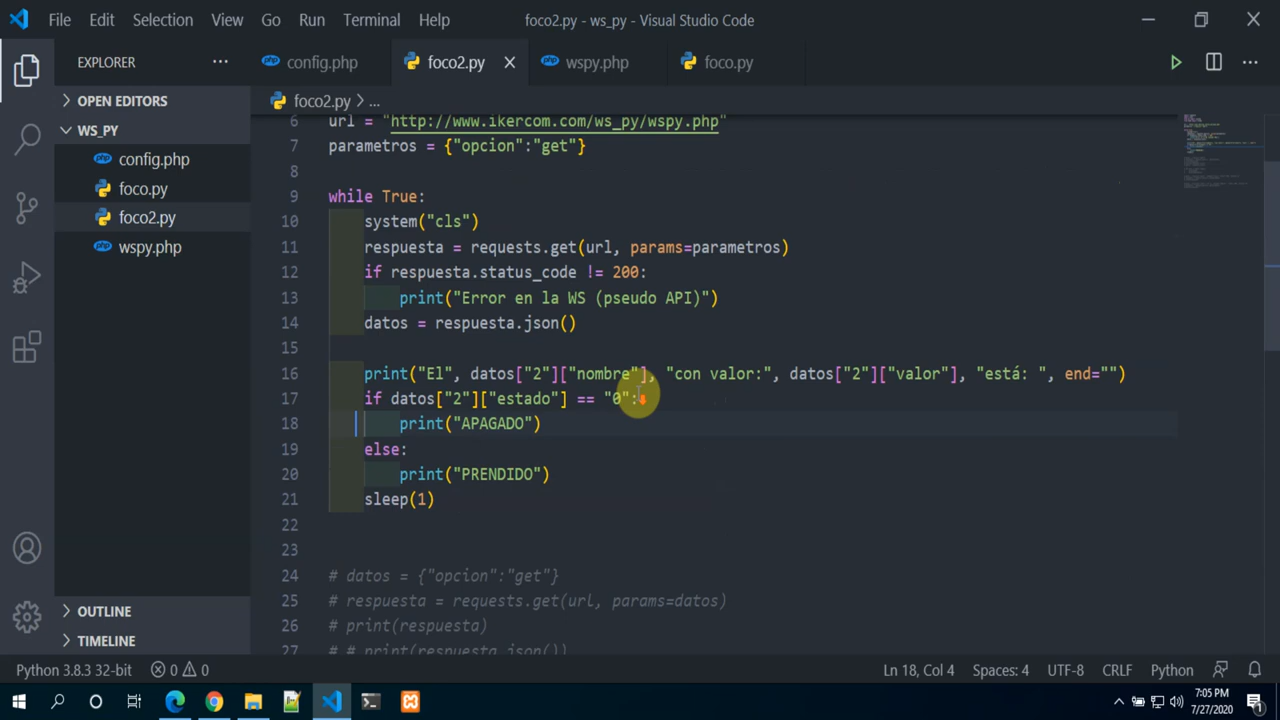 File Edit Selection View Go Run Terminal Help foco2.py - ws_py - Visual Studio Code
EXPLORER
config.php foco2.py wspy.php foco.py
OPEN EDITORS
foco2.py > ...
WS_PY
config.php
foco.py
foco2.py
wspy.php
6 url = "http://www.ikercom.com/ws_py/wspy.php"
7 parametros = {"opcion":"get"}
8
9 while True:
10 system("cls")
11 respuesta = requests.get(url, params=parametros)
12 if respuesta.status_code != 200:
13 print("Error en la WS (pseudo API)")
14 datos = respuesta.json()
15
16 print("El", datos["2"]["nombre"], "con valor:", datos["2"]["valor"], "está: ", end="")
17 if datos["2"]["estado"] == "0":
18 print("APAGADO")
19 else:
20 print("PRENDIDO")
21 sleep(1)
22
23
24 # datos = {"opcion":"get"}
25 # respuesta = requests.get(url, params=datos)
26 # print(respuesta)
27 # # print(respuesta.json())
OUTLINE
TIMELINE
Python 3.8.3 32-bit 0 0 Ln 18, Col 4 Spaces: 4 UTF-8 CRLF Python
7:05 PM
7/27/2020
1